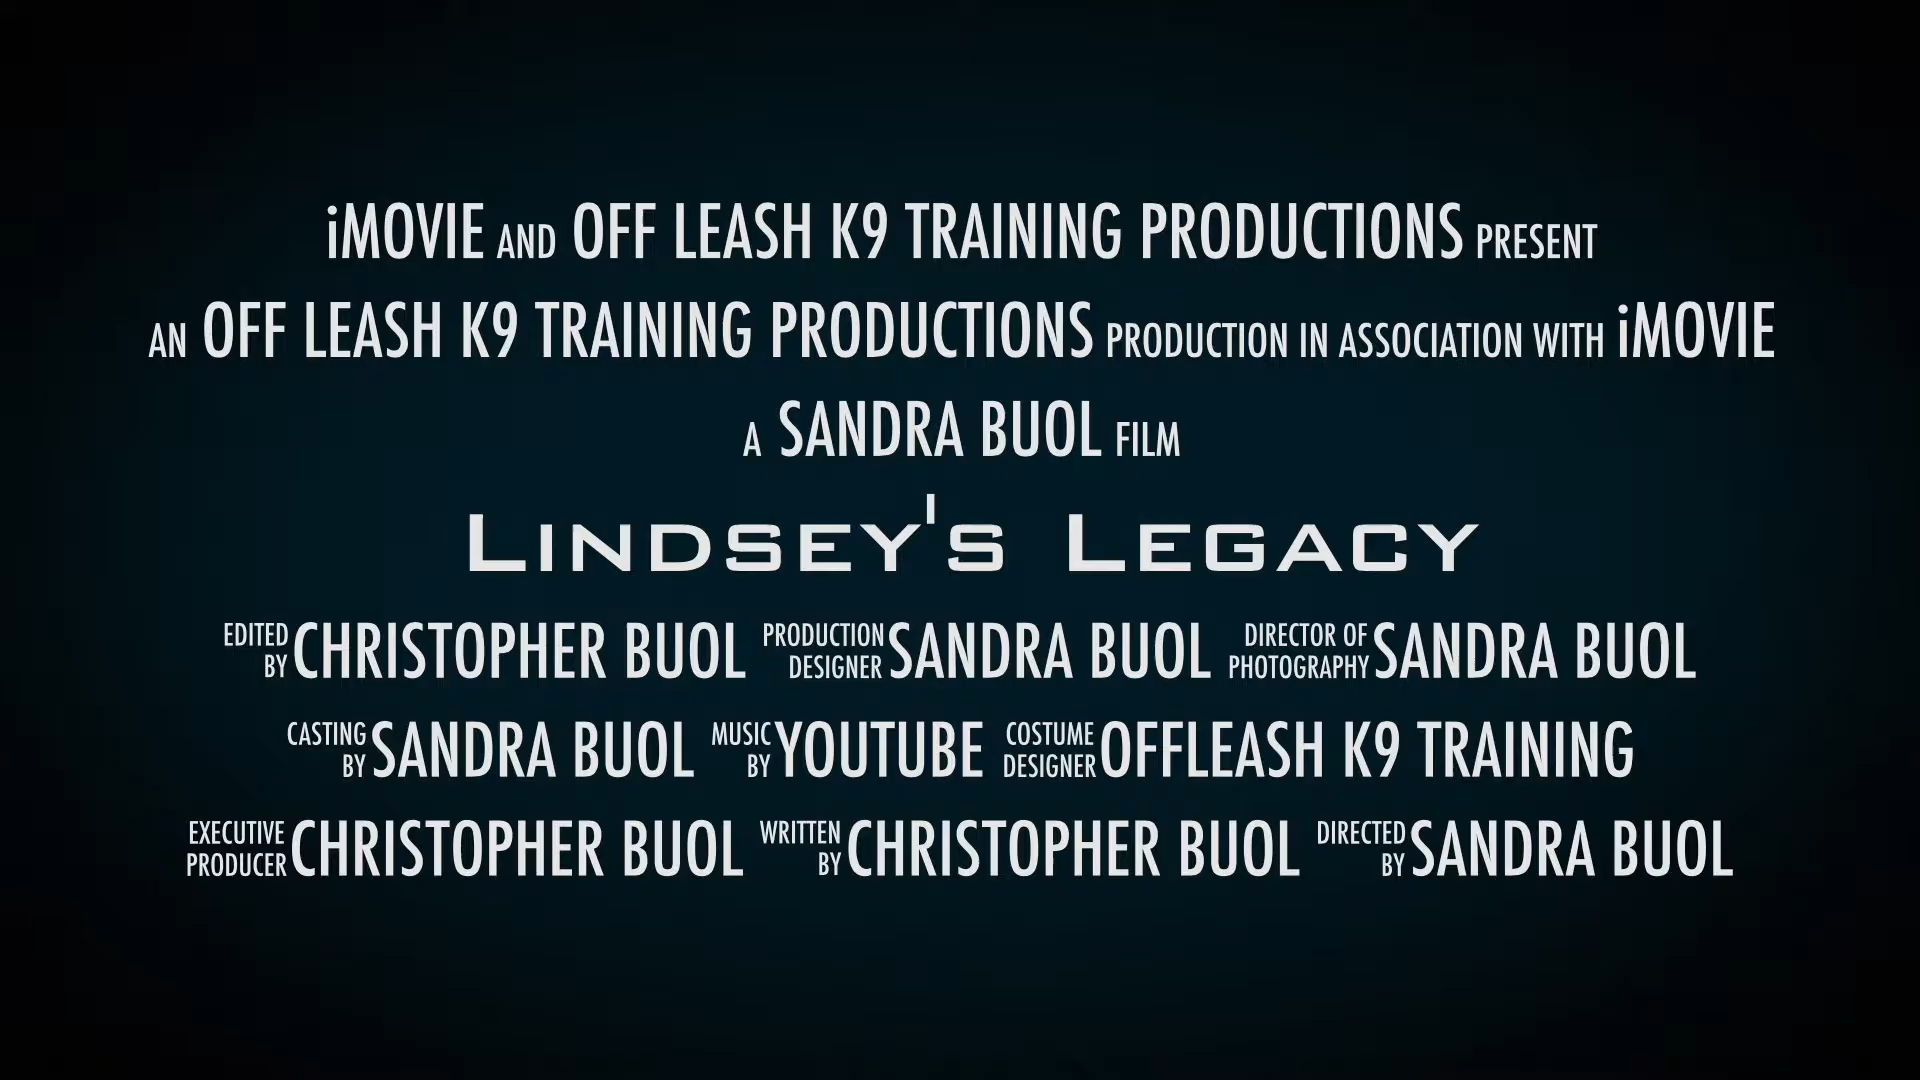 iMOVIE AND OFF LEASH K9 TRAINING PRODUCTIONS PRESENT
AN OFF LEASH K9 TRAINING PRODUCTIONS PRODUCTION IN ASSOCIATION WITH iMOVIE
A SANDRA BUOL FILM
LINDSEY'S LEGACY
EDITED BY CHRISTOPHER BUOL PRODUCTION DESIGNER SANDRA BUOL DIRECTOR OF PHOTOGRAPHY SANDRA BUOL
CASTING BY SANDRA BUOL MUSIC BY YOUTUBE COSTUME DESIGNER OFFLEASH K9 TRAINING
EXECUTIVE PRODUCER CHRISTOPHER BUOL WRITTEN BY CHRISTOPHER BUOL DIRECTED BY SANDRA BUOL